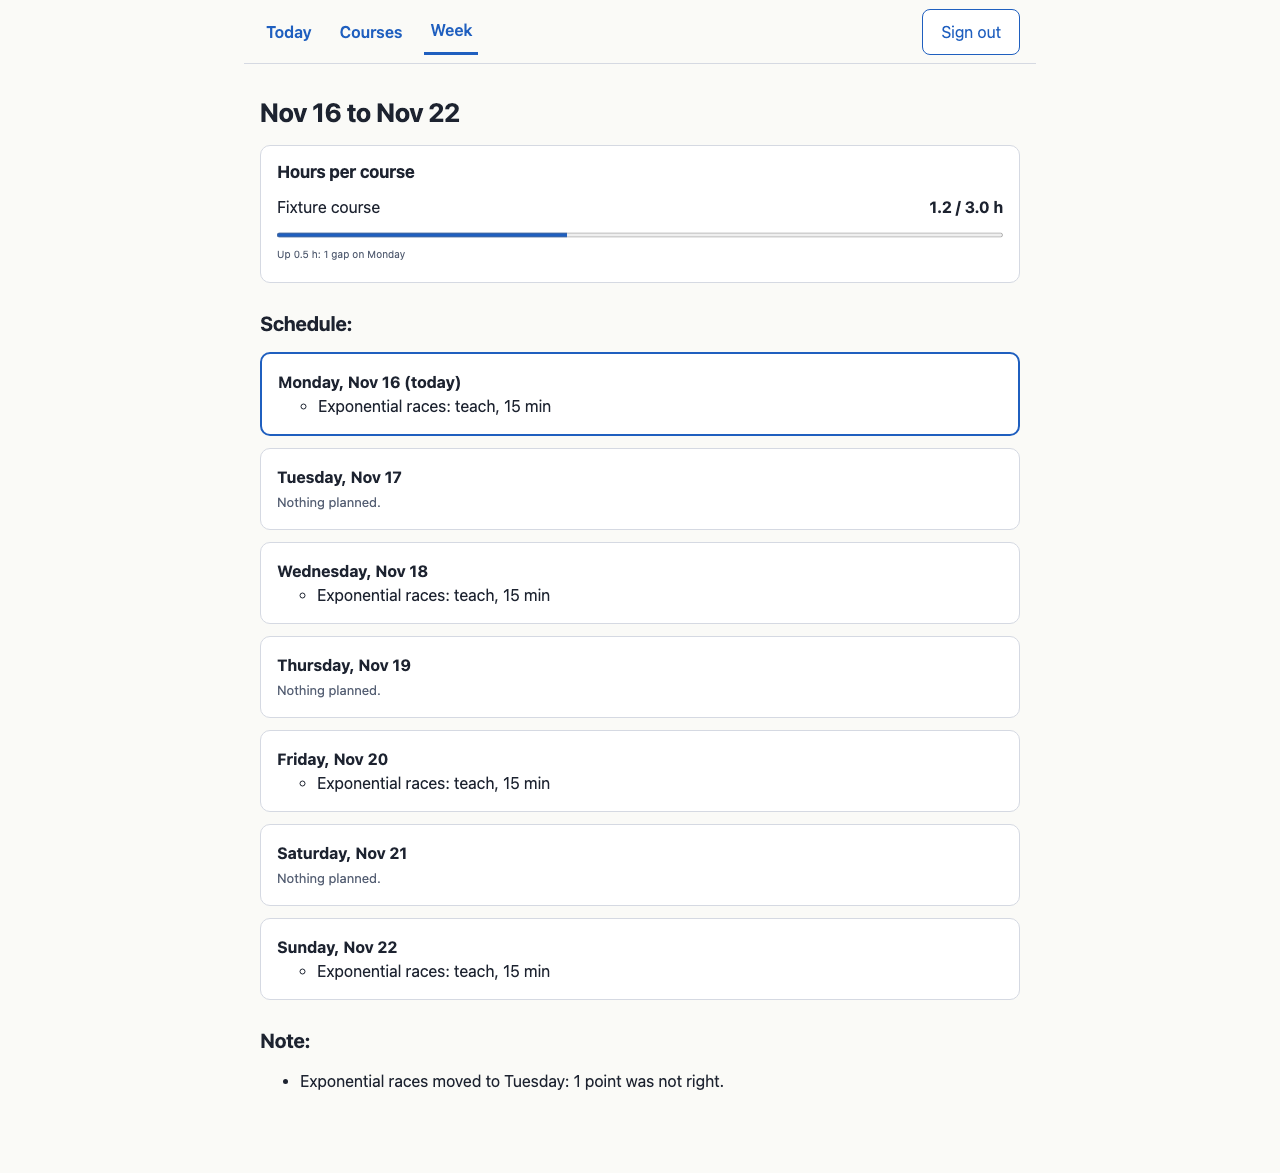 Today Courses Week Sign out
Nov 16 to Nov 22
Hours per course
Fixture course 1.2 / 3.0 h
Up 0.5 h: 1 gap on Monday
Schedule:
Monday, Nov 16 (today)
Exponential races: teach, 15 min
Tuesday, Nov 17
Nothing planned.
Wednesday, Nov 18
Exponential races: teach, 15 min
Thursday, Nov 19
Nothing planned.
Friday, Nov 20
Exponential races: teach, 15 min
Saturday, Nov 21
Nothing planned.
Sunday, Nov 22
Exponential races: teach, 15 min
Note:
Exponential races moved to Tuesday: 1 point was not right.